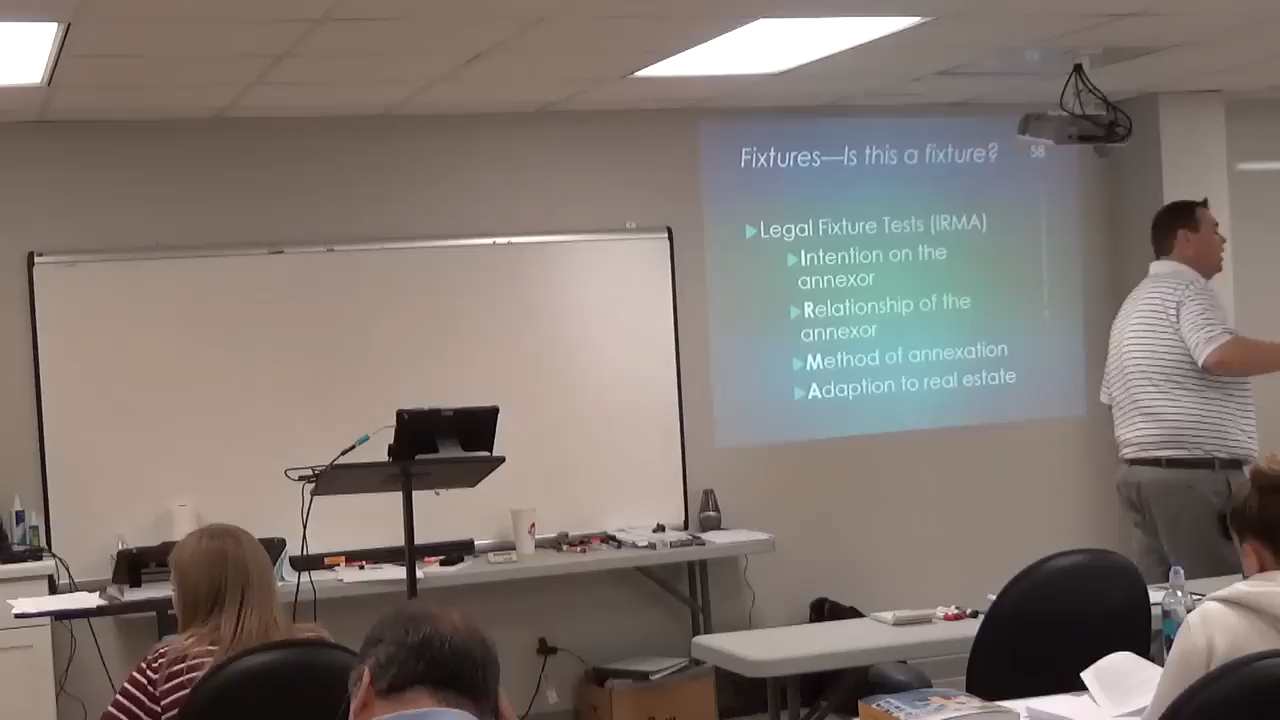 Fixtures—Is this a fixture?
58
Legal Fixture Tests (IRMA)
Intention on the
annexor
Relationship of the
annexor
Method of annexation
Adaption to real estate